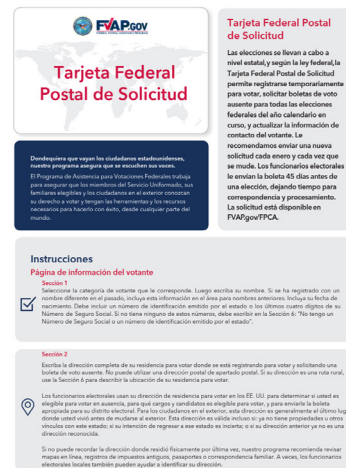 FVAP.GOV
Tarjeta Federal
Postal de Solicitud
Dondequiera que vayan los ciudadanos estadounidenses,
nuestro programa asegura que se escuchen sus voces.
El Programa de Asistencia para Votaciones Federales trabaja
para asegurar que los miembros del Servicio Uniformado, sus
familiares elegibles y los ciudadanos en el exterior conozcan
su derecho a votar y tengan las herramientas y los recursos
necesarios para hacerlo con éxito, desde cualquier parte del
mundo.
Tarjeta Federal Postal
de Solicitud
Las elecciones se llevan a cabo a
nivel estatal, y según la ley federal, la
Tarjeta Federal Postal de Solicitud
permite registrarse temporariamente
para votar, solicitar boletas de voto
ausente para todas las elecciones
federales del año calendario en
curso, y actualizar la información de
contacto del votante. Le
recomendamos enviar una nueva
solicitud cada enero y cada vez que
se mude. Los funcionarios electorales
le envían la boleta 45 días antes de
una elección, dejando tiempo para
correspondencia y procesamiento.
La solicitud está disponible en
FVAP.gov/FPCA.
Instrucciones
Página de información del votante
Sección 1
Seleccione la categoría de votante que le corresponde. Luego escriba su nombre. Si se ha registrado con un
nombre diferente en el pasado, incluya esta información en el área para nombres anteriores. Incluya su fecha de
nacimiento. Debe incluir un número de identificación emitido por el estado o los últimos cuatro dígitos de su
Número de Seguro Social. Si no tiene ninguno de estos números, debe escribir en la Sección 6: "No tengo un
Número de Seguro Social o un número de identificación emitido por el estado".
Sección 2
Escriba la dirección completa de su residencia para votar donde se está registrando para votar y solicitando una
boleta de voto ausente. No puede utilizar una dirección postal de apartado postal. Si su dirección es una ruta rural,
use la Sección 6 para describir la ubicación de su residencia para votar.
Los funcionarios electorales usan su dirección de residencia para votar en los EE. UU. para determinar si usted es
elegible para votar en ausencia, para qué cargos y candidatos es elegible para votar, y para enviarle la boleta
apropiada para su distrito electoral. Para los ciudadanos en el exterior, esta dirección es generalmente el último lugar
donde usted vivió antes de mudarse al exterior. Esta dirección es válida incluso si: ya no tiene propiedades u otros
vínculos con este estado; si su intención de regresar a ese estado es incierta; o si su dirección anterior ya no es una
dirección reconocida.
Si no puede recordar la dirección donde residió físicamente por última vez, nuestro programa recomienda revisar
mapas en línea, registros de impuestos antiguos, pasaportes o correspondencia familiar. A veces, los funcionarios
electorales locales también pueden ayudar a identificar su dirección.